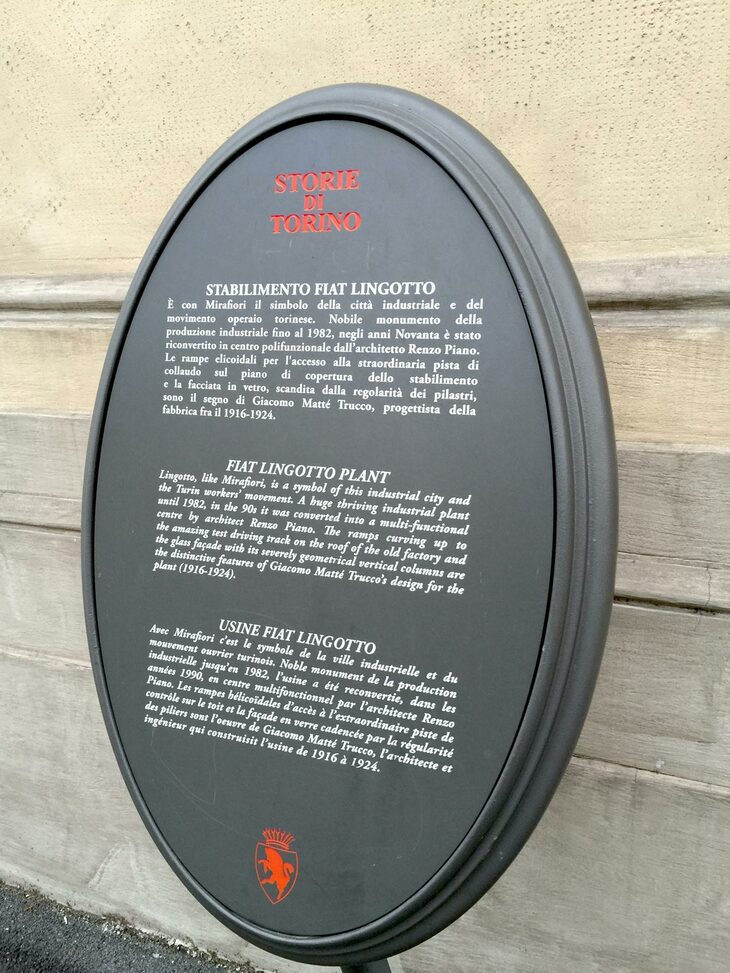 STORIE
DI
TORINO
STABILIMENTO FIAT LINGOTTO
È con Mirafiori il simbolo della città industriale e del
movimento operaio torinese. Nobile monumento della
produzione industriale fino al 1982, negli anni Novanta è stato
riconvertito in centro polifunzionale dall'architetto Renzo Piano.
Le rampe elicoidali per l'accesso alla straordinaria pista di
collaudo sul piano di copertura dello stabilimento
e la facciata in vetro, scandita dalla regolarità dei pilastri,
sono il segno di Giacomo Matté Trucco, progettista della
fabbrica fra il 1916-1924.
FIAT LINGOTTO PLANT
Lingotto, like Mirafiori, is a symbol of this industrial city and
the Turin workers' movement. A huge thriving industrial plant
until 1982, in the 90s it was converted into a multi-functional
centre by architect Renzo Piano. The ramps curving up to
the amazing test driving track on the roof of the old factory and
the glass façade with its severely geometrical vertical columns are
the distinctive features of Giacomo Matté Trucco's design for the
plant (1916-1924).
USINE FIAT LINGOTTO
Avec Mirafiori c'est le symbole de la ville industrielle et du
mouvement ouvrier turinois. Noble monument de la production
industrielle jusqu'en 1982, l'usine a été reconvertie, dans les
années 1990, en centre multifonctionnel par l'architecte Renzo
Piano. Les rampes hélicoïdales d'accès à l'extraordinaire piste de
contrôle sur le toit et la façade en verre cadencée par la régularité
des piliers sont l'oeuvre de Giacomo Matté Trucco, l'architecte et
ingénieur qui construisit l'usine de 1916 à 1924.